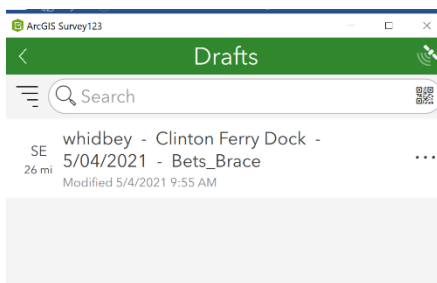 ArcGIS Survey123
Drafts
Search
whidbey - Clinton Ferry Dock -
SE
5/04/2021 - Bets_Brace
26 mi
Modified 5/4/2021 9:55 AM